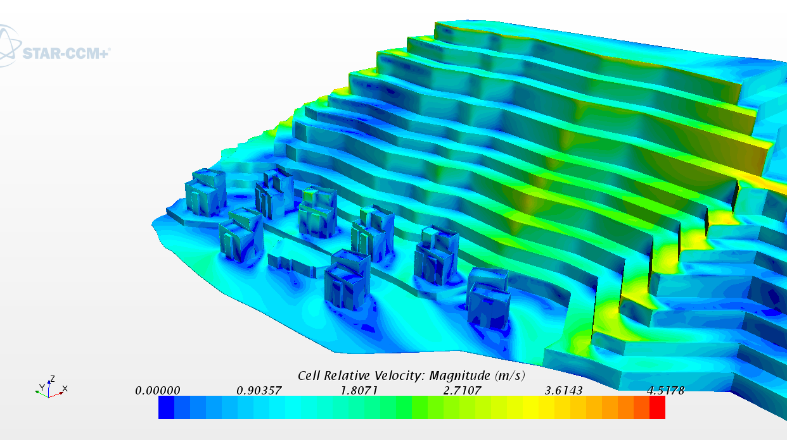 STAR-CCM+
Z
Y X
Cell Relative Velocity: Magnitude (m/s)
0.00000 0.90357 1.8071 2.7107 3.6143 4.5178